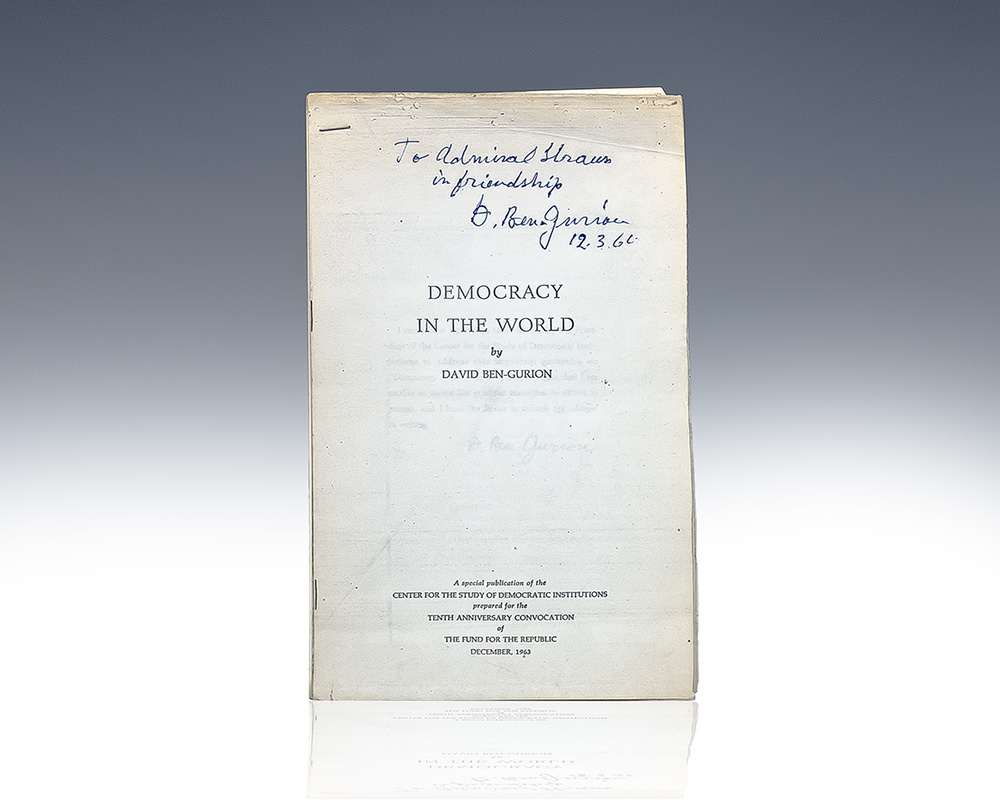 To Admiral Strauss
in friendship
D. Ben-Gurion
12.3.64
DEMOCRACY
IN THE WORLD
by
DAVID BEN-GURION
A special publication of the
CENTER FOR THE STUDY OF DEMOCRATIC INSTITUTIONS
prepared for the
TENTH ANNIVERSARY CONVOCATION
of
THE FUND FOR THE REPUBLIC
DECEMBER, 1963